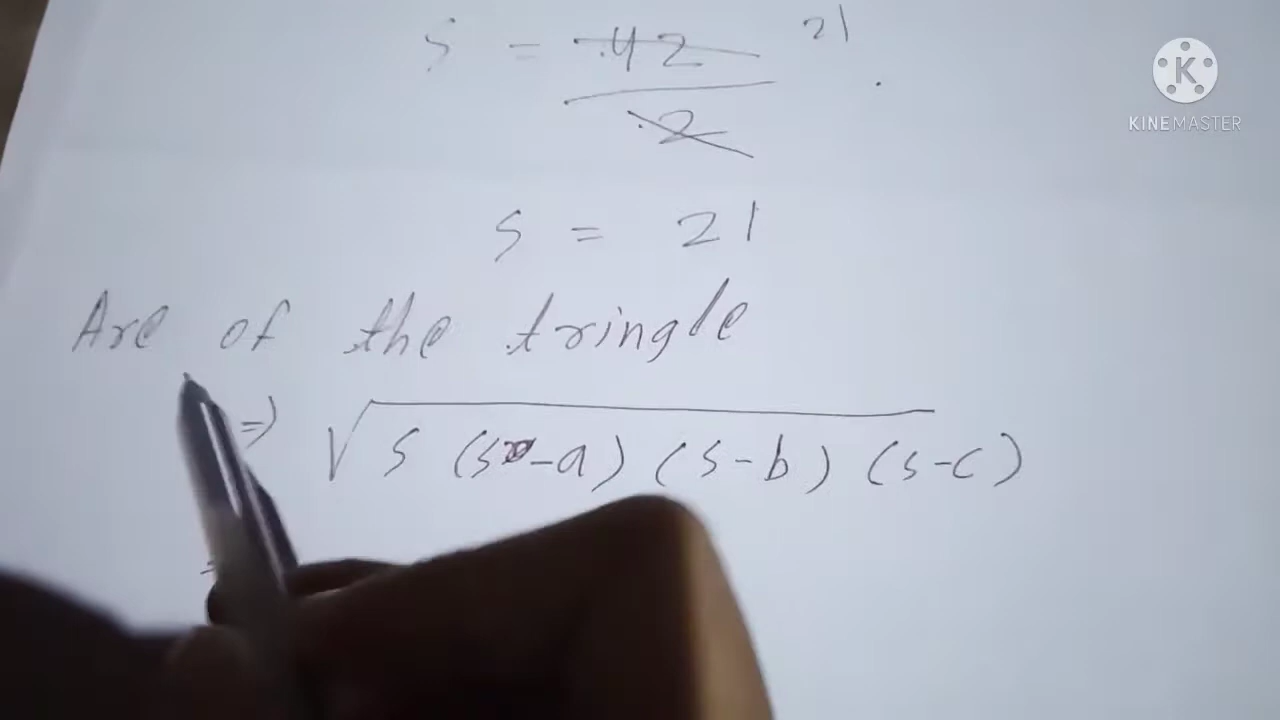 S = 42 21
2
S = 21
Are of the tringle
=> √S (S-a) (S-b) (S-c)
=
K
KINEMASTER